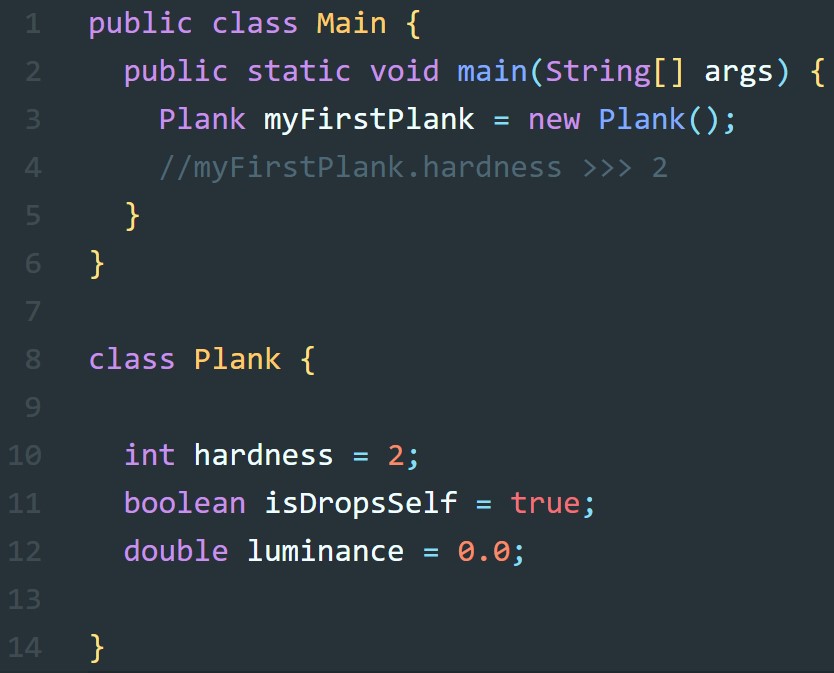 1 public class Main {
2 public static void main(String[] args) {
3 Plank myFirstPlank = new Plank();
4 //myFirstPlank.hardness >>> 2
5 }
6 }
7
8 class Plank {
9
10 int hardness = 2;
11 boolean isDropsSelf = true;
12 double luminance = 0.0;
13
14 }